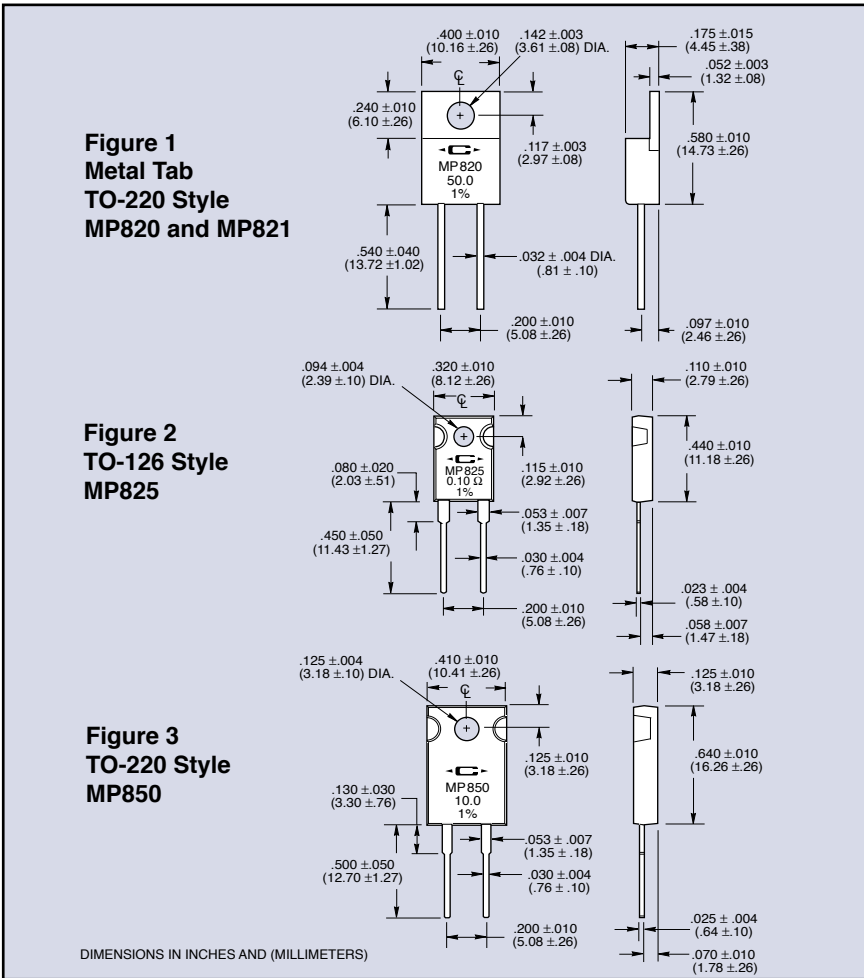 Figure 1
Metal Tab
TO-220 Style
MP820 and MP821
.400 ±.010
(10.16 ±.26)
.142 ±.003
(3.61 ±.08) DIA.
.175 ±.015
(4.45 ±.38)
.052 ±.003
(1.32 ±.08)
℄
.240 ±.010
(6.10 ±.26)
.117 ±.003
(2.97 ±.08)
.580 ±.010
(14.73 ±.26)
MP820
50.0
1%
.540 ±.040
(13.72 ±1.02)
.032 ± .004 DIA.
(.81 ± .10)
.200 ±.010
(5.08 ±.26)
.097 ±.010
(2.46 ±.26)
Figure 2
TO-126 Style
MP825
.094 ±.004
(2.39 ±.10) DIA.
.320 ±.010
(8.12 ±.26)
.110 ±.010
(2.79 ±.26)
℄
.440 ±.010
(11.18 ±.26)
.080 ±.020
(2.03 ±.51)
MP825
0.10 Ω
1%
.115 ±.010
(2.92 ±.26)
.053 ± .007
(1.35 ± .18)
.450 ±.050
(11.43 ±1.27)
.030 ±.004
(.76 ± .10)
.200 ±.010
(5.08 ±.26)
.023 ± .004
(.58 ±.10)
.058 ±.007
(1.47 ±.18)
Figure 3
TO-220 Style
MP850
.125 ±.004
(3.18 ±.10) DIA.
.410 ±.010
(10.41 ±.26)
.125 ±.010
(3.18 ±.26)
℄
.125 ±.010
(3.18 ±.26)
.640 ±.010
(16.26 ±.26)
.130 ±.030
(3.30 ±.76)
MP850
10.0
1%
.053 ± .007
(1.35 ± .18)
.500 ±.050
(12.70 ±1.27)
.030 ±.004
(.76 ± .10)
.200 ±.010
(5.08 ±.26)
.025 ± .004
(.64 ±.10)
.070 ±.010
(1.78 ±.26)
DIMENSIONS IN INCHES AND (MILLIMETERS)